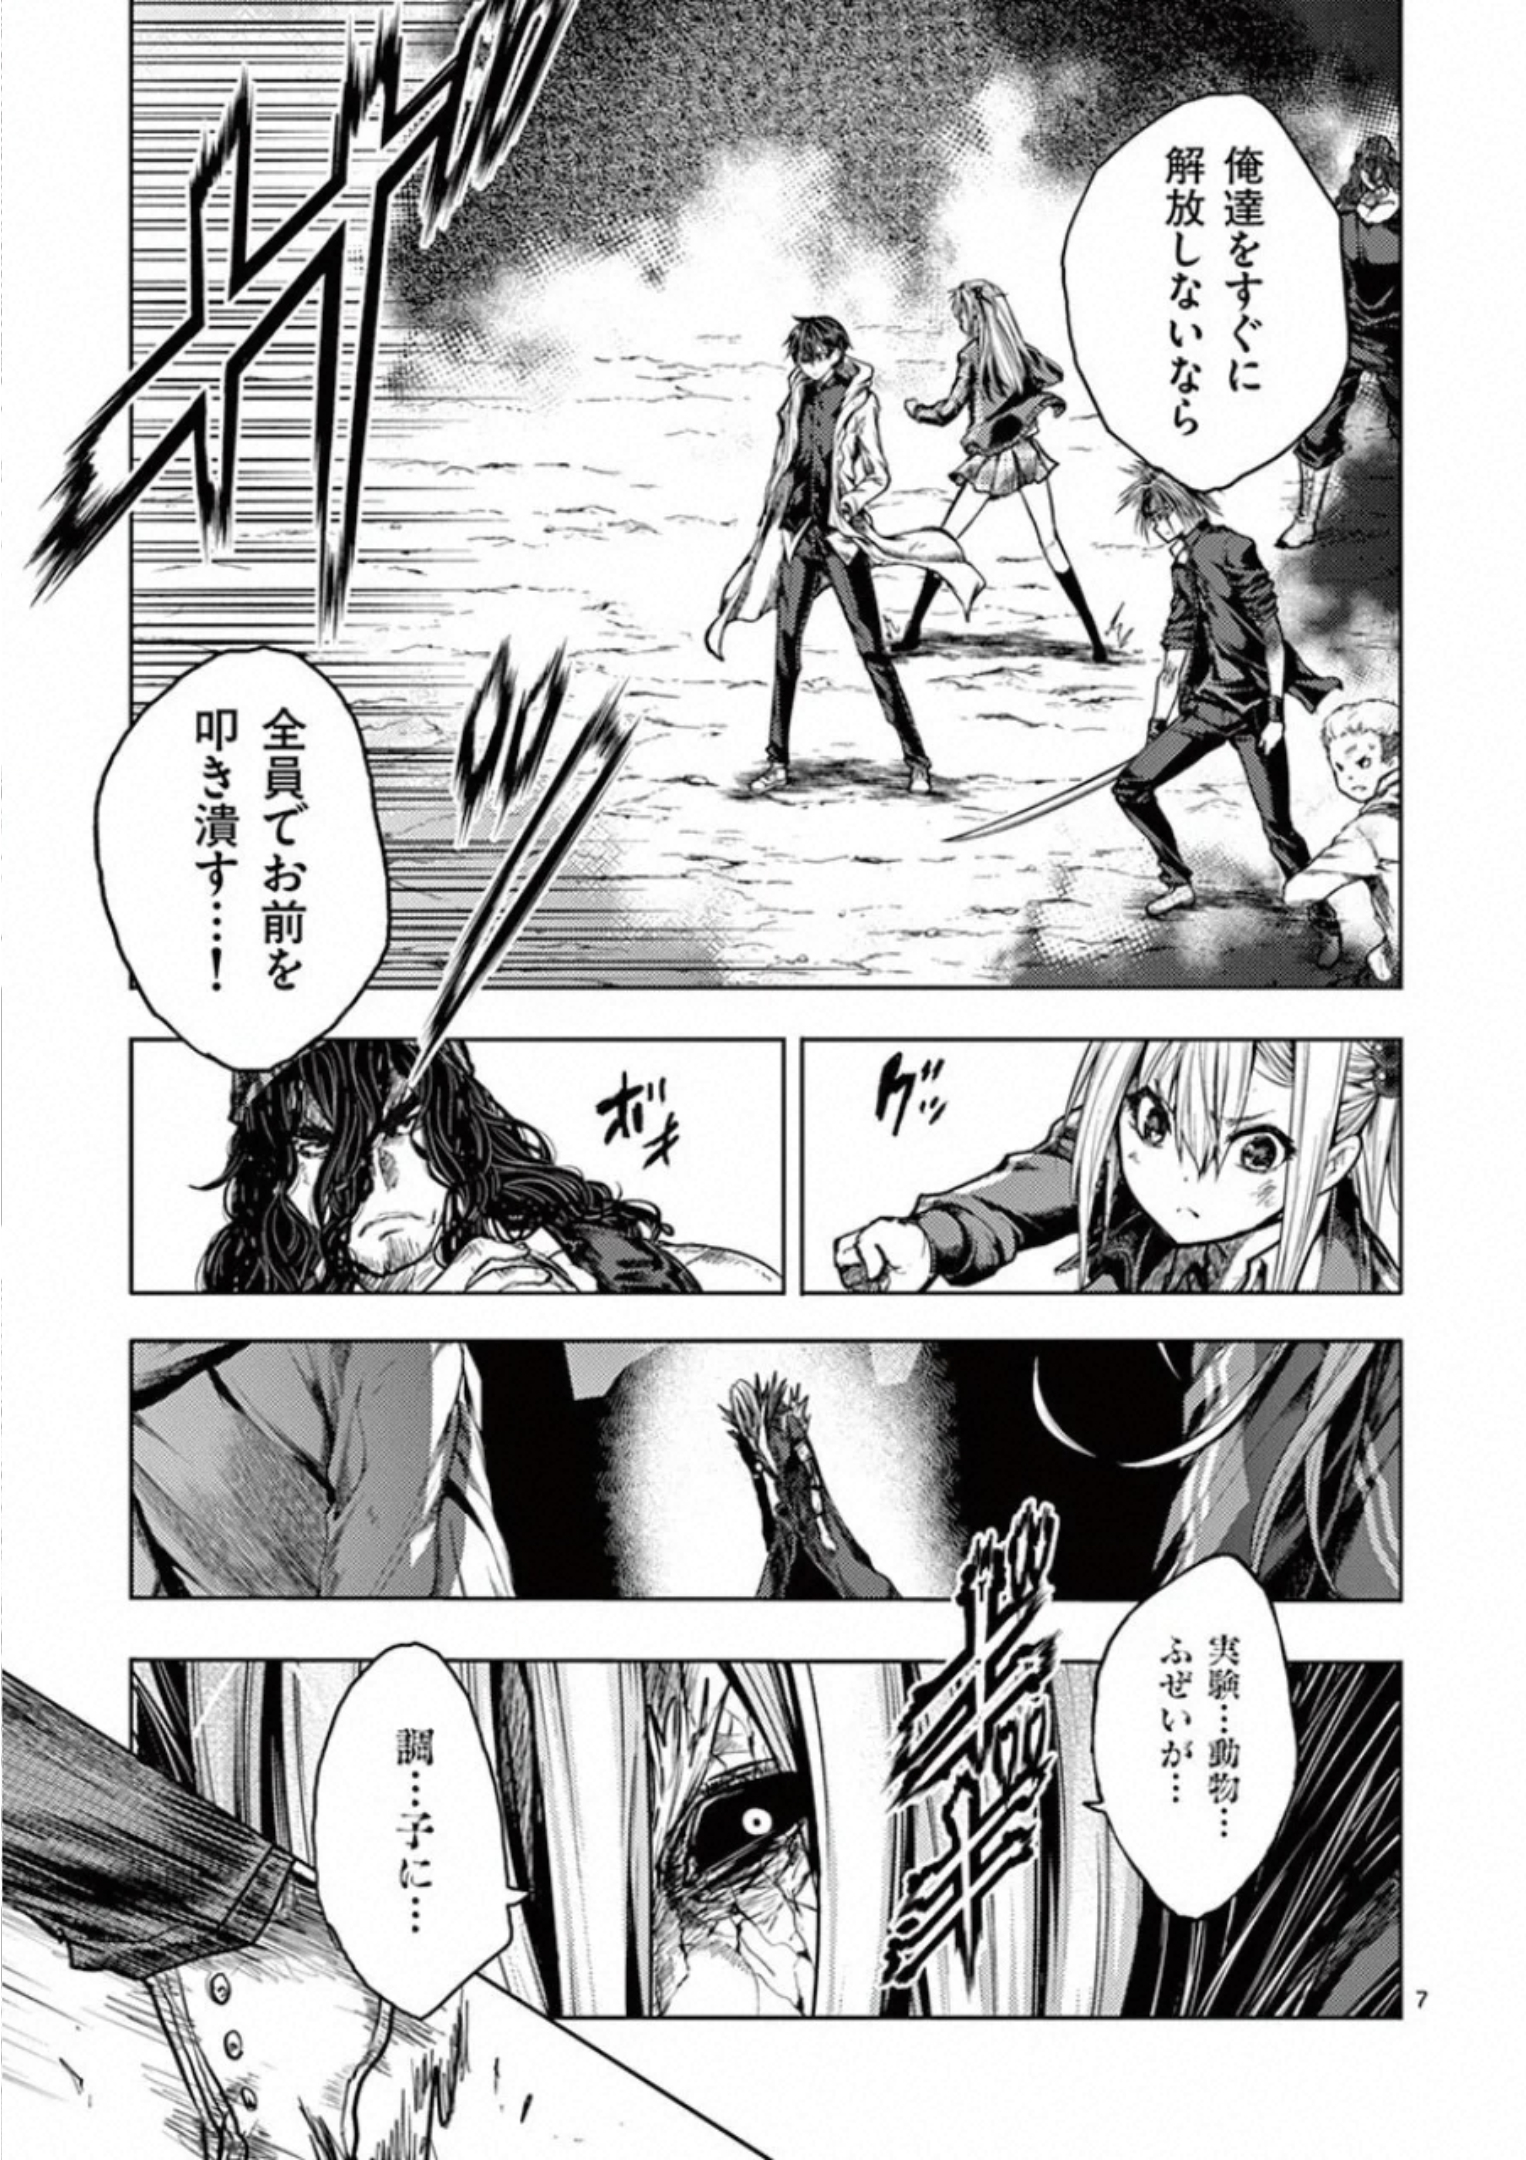 俺達をすぐに
解放しないなら
全員でお前を
叩き潰す…！
グッ
ボキ
実験…動物…
ふぜいが…
ギギ
調…子に…
7